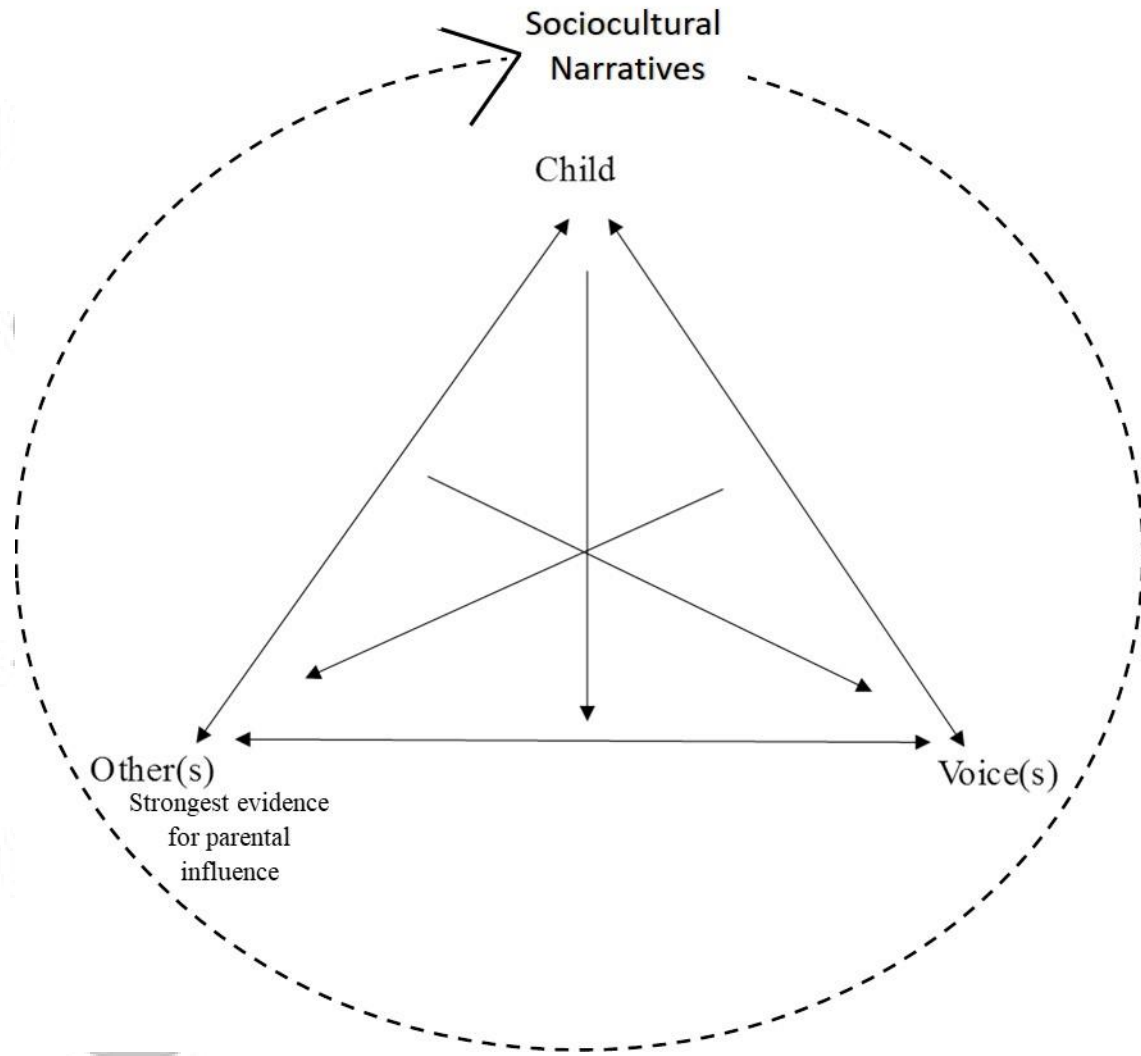 Sociocultural
Narratives
Child
Other(s)
Voice(s)
Strongest evidence
for parental
influence